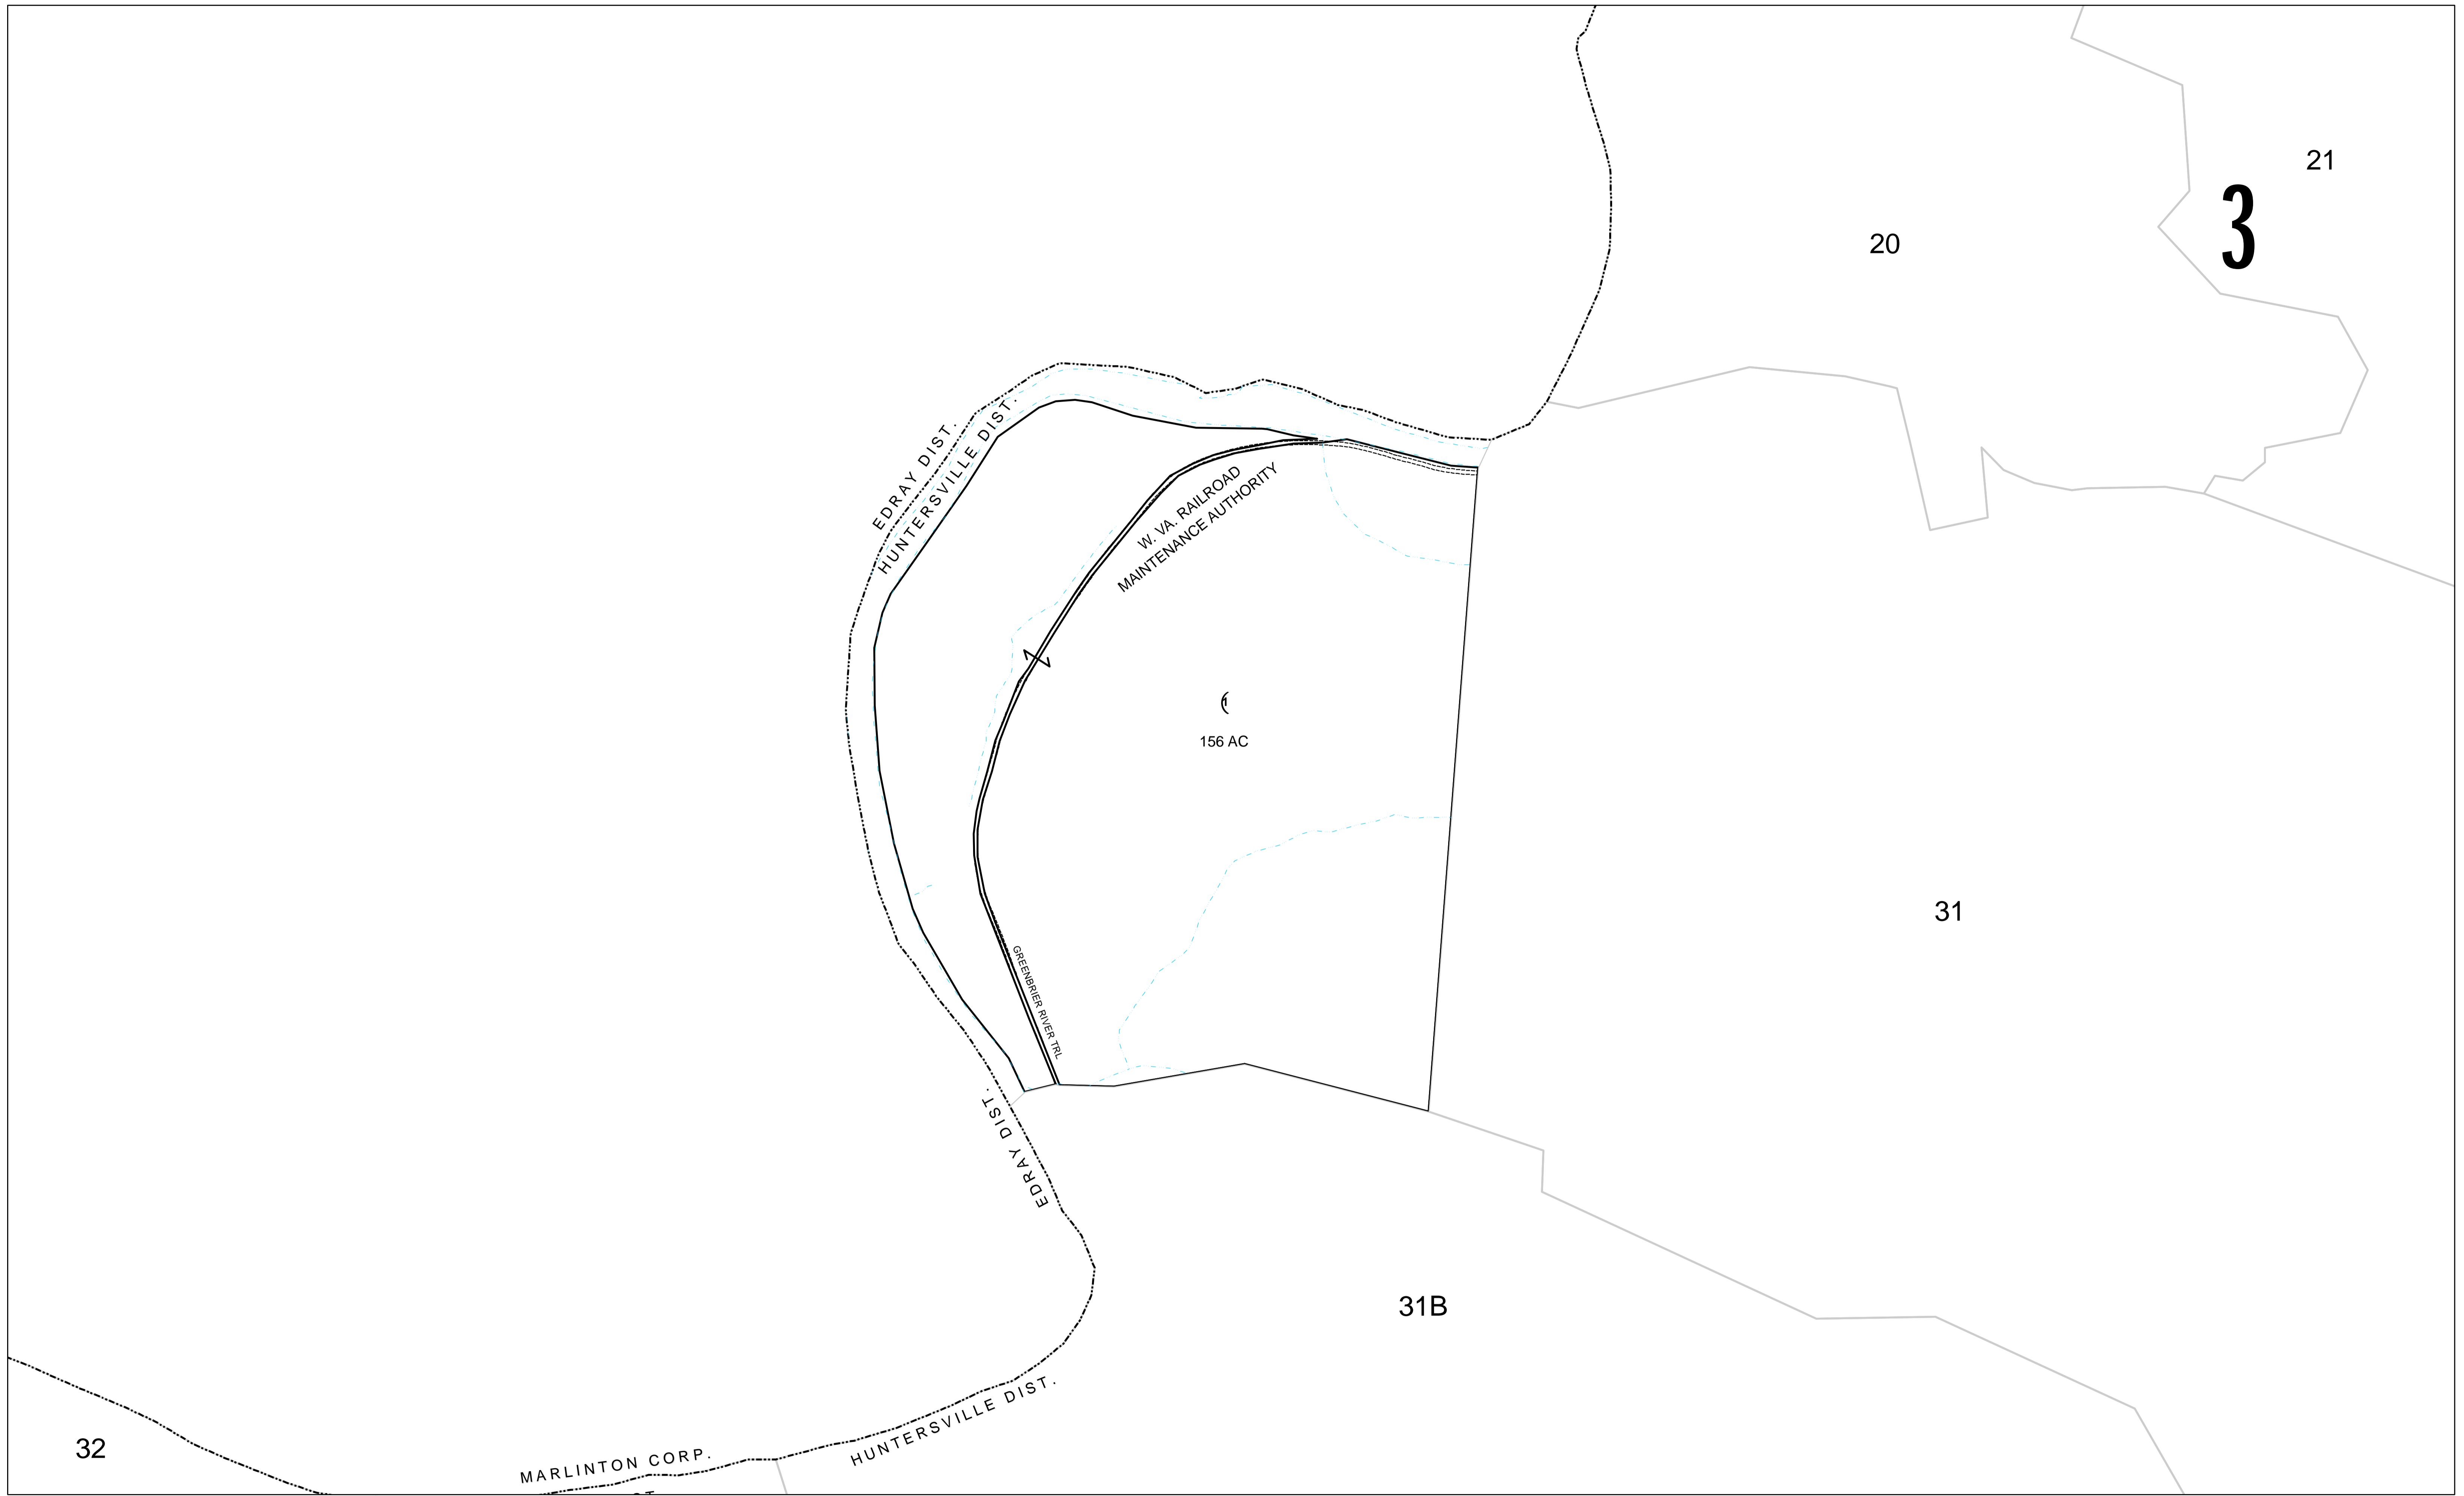 21
3
20
EDRAY DIST.
HUNTERSVILLE DIST.
W. VA. RAILROAD
MAINTENANCE AUTHORITY
1
156 AC
31
GREENBRIER RIVER TRL
EDRAY DIST.
31B
HUNTERSVILLE DIST.
32
MARLINTON CORP.